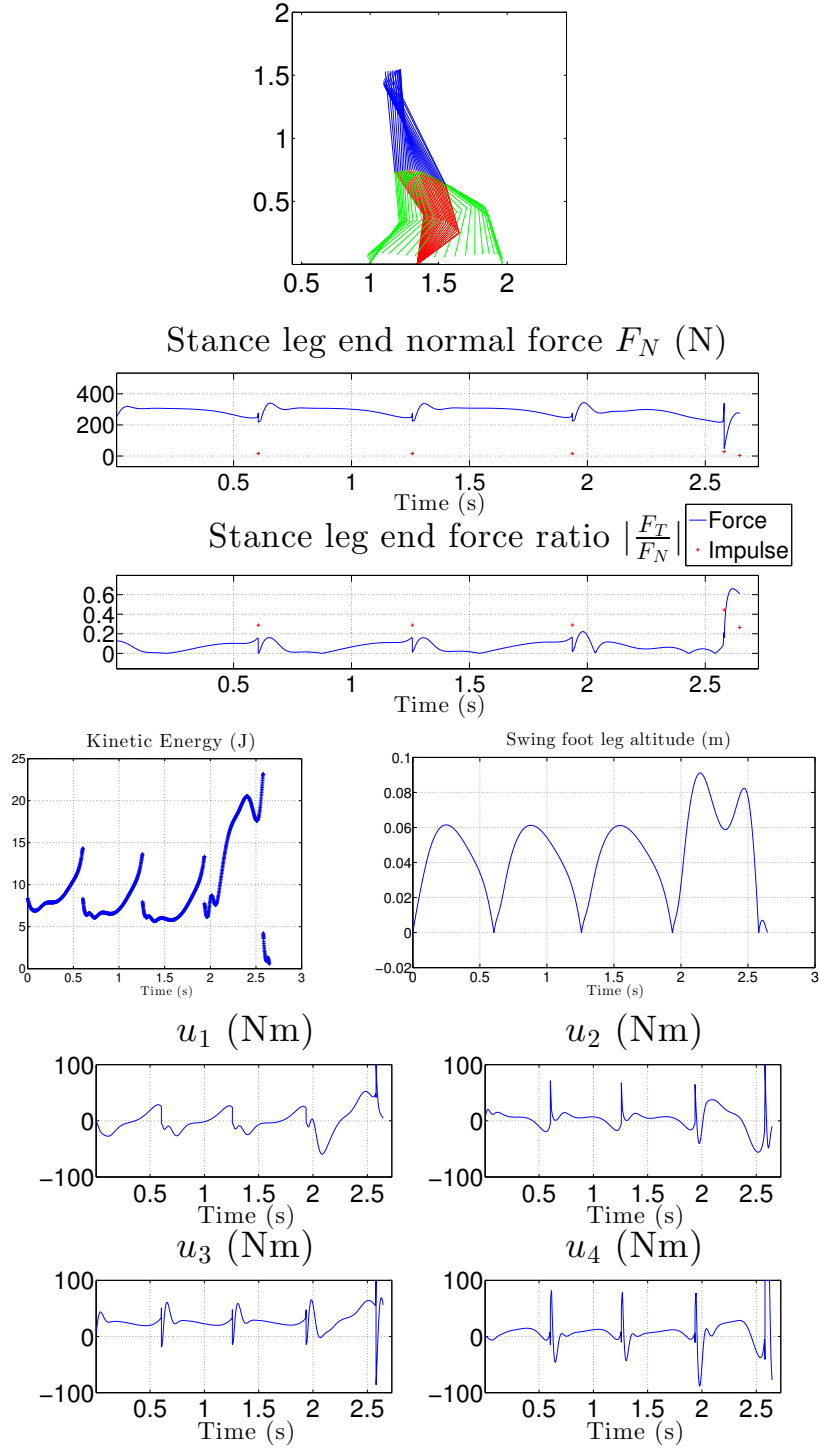 2
1.5
1
0.5
0.5 1 1.5 2
Stance leg end normal force $F_N$ (N)
400
200
0
0.5 1 1.5 2 2.5
Time (s)
Stance leg end force ratio $|\frac{F_T}{F_N}|$
Force
Impulse
0.6
0.4
0.2
0
0.5 1 1.5 2 2.5
Time (s)
Kinetic Energy (J)
25
20
15
10
5
0
0 0.5 1 1.5 2 2.5 3
Time (s)
Swing foot leg altitude (m)
0.1
0.08
0.06
0.04
0.02
0
−0.02
0 0.5 1 1.5 2 2.5 3
Time (s)
$u_1$ (Nm)
100
0
−100
0.5 1 1.5 2 2.5
Time (s)
$u_2$ (Nm)
100
0
−100
0.5 1 1.5 2 2.5
Time (s)
$u_3$ (Nm)
100
0
−100
0.5 1 1.5 2 2.5
Time (s)
$u_4$ (Nm)
100
0
−100
0.5 1 1.5 2 2.5
Time (s)